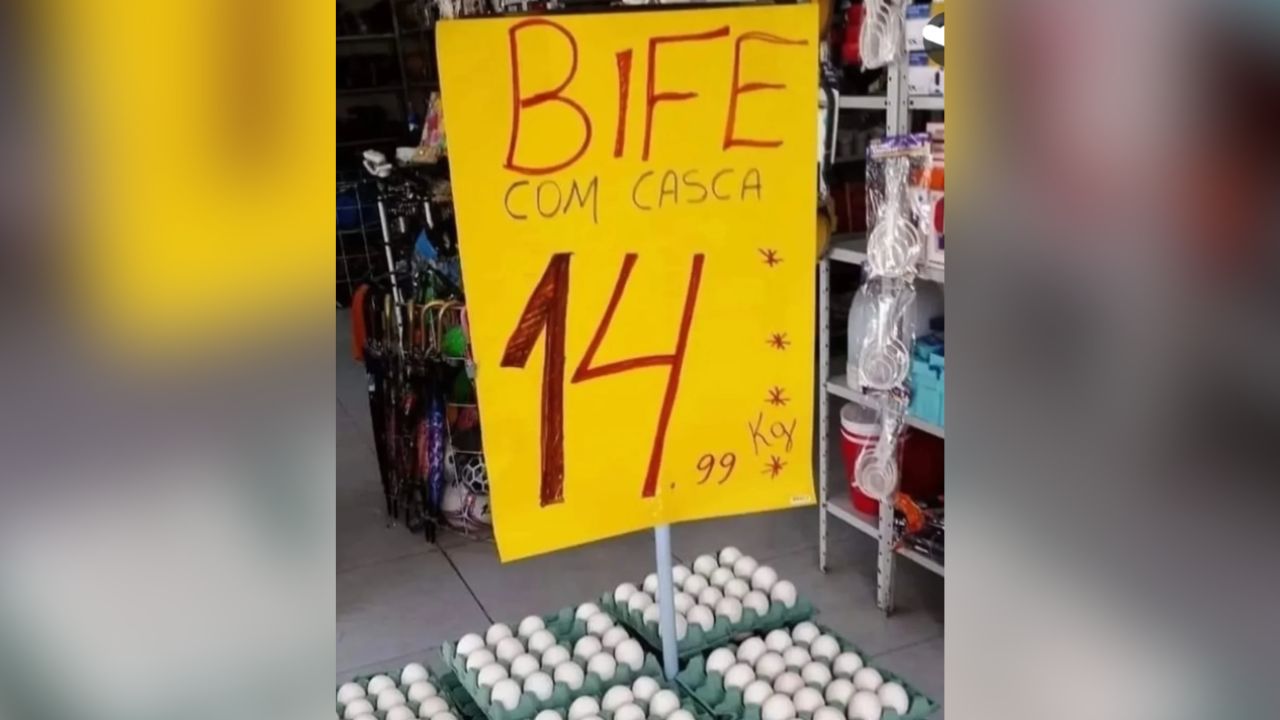 BIFE
COM CASCA
14.99 Kg